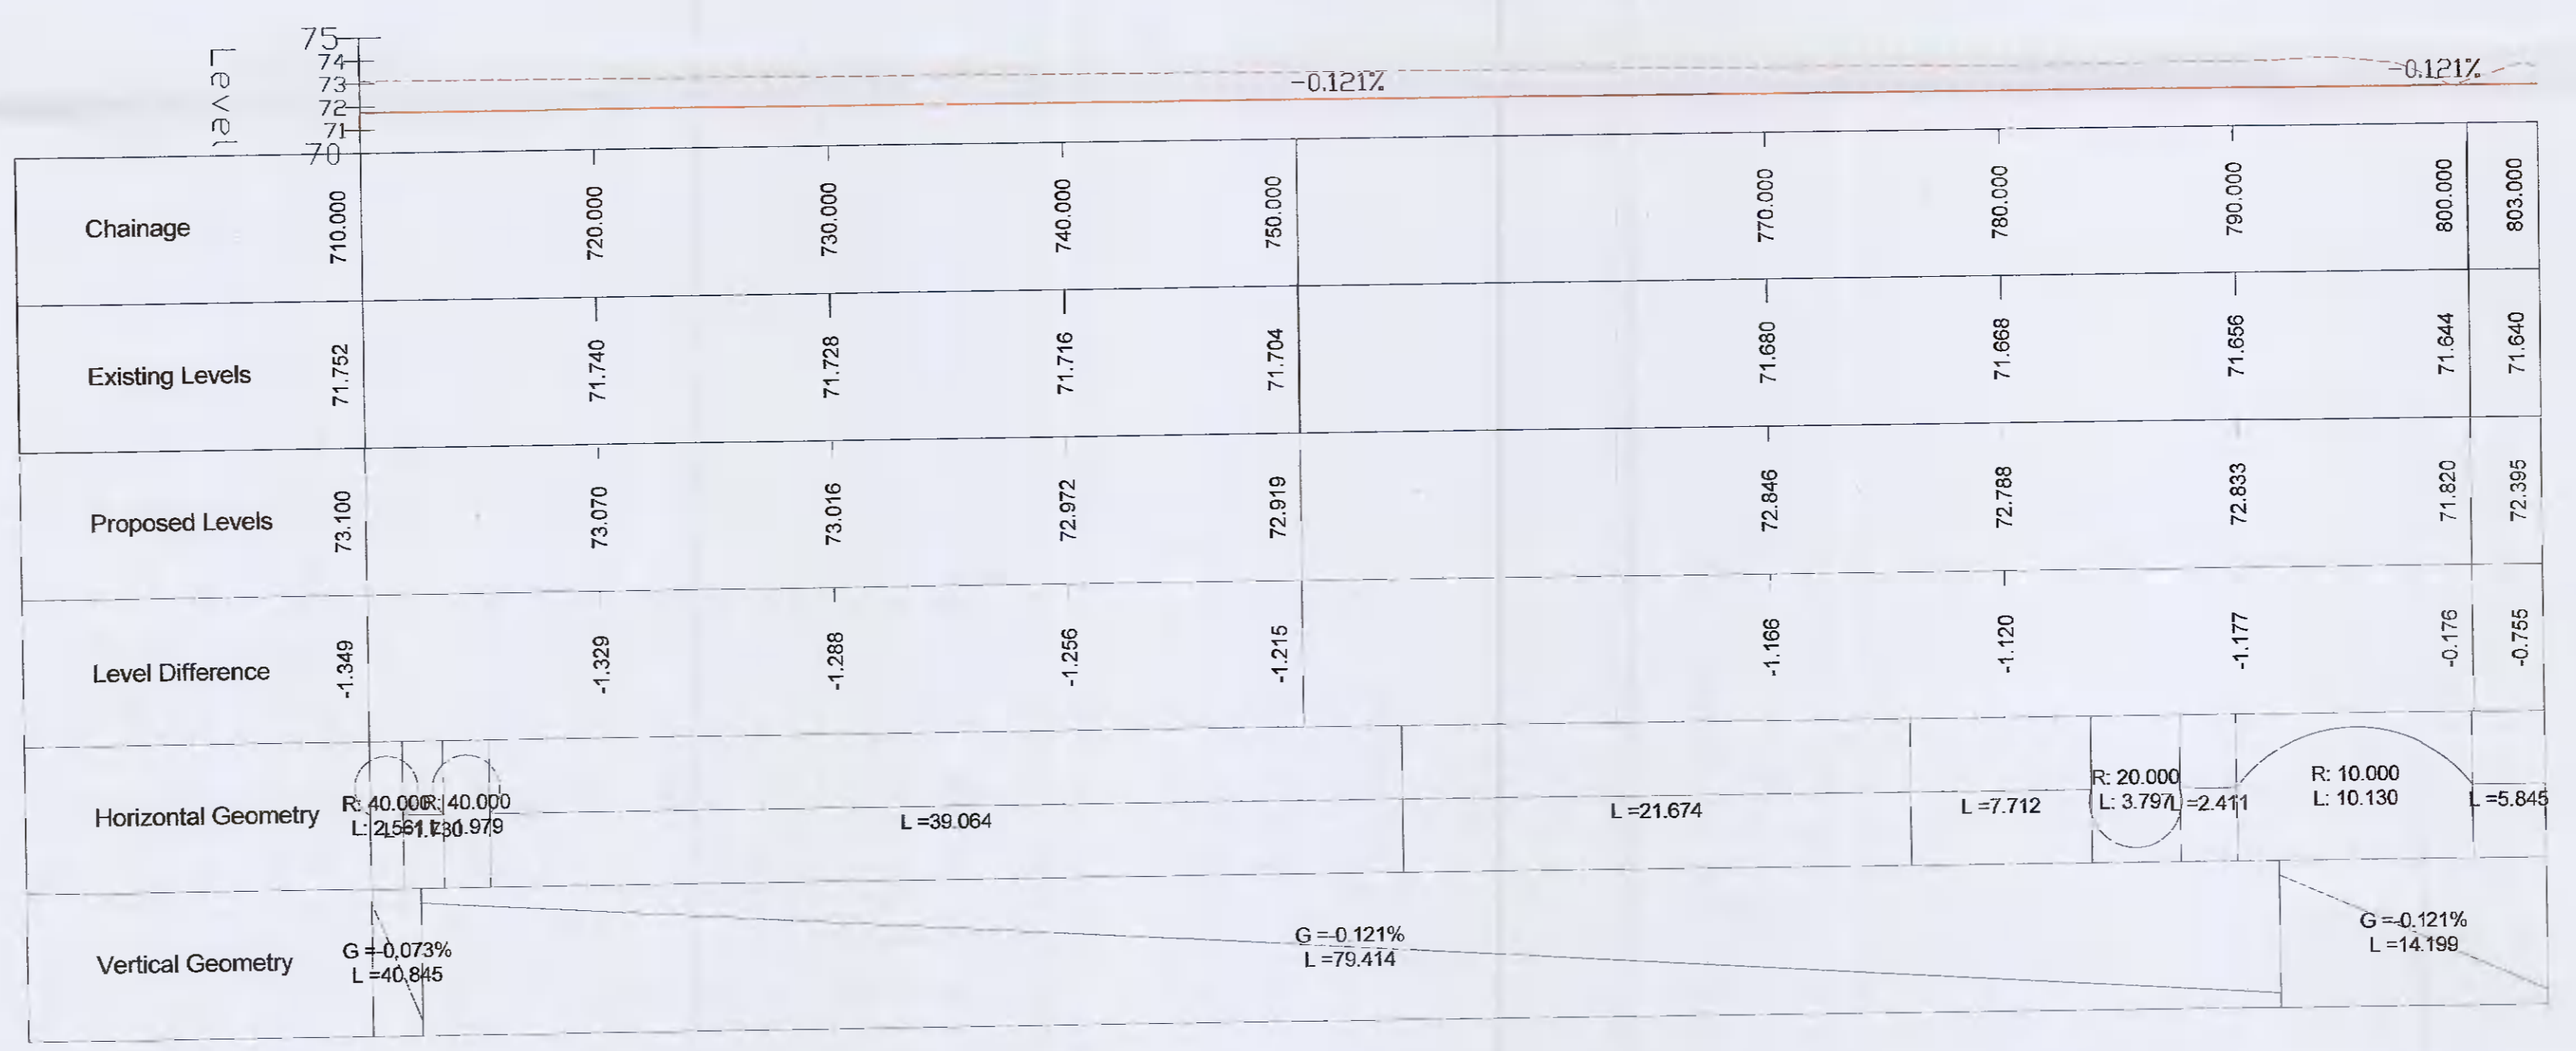 Level
75
74
73
72
71
70
-0.121%
-0.121%
Chainage 710.000 720.000 730.000 740.000 750.000 770.000 780.000 790.000 800.000 803.000
Existing Levels 71.752 71.740 71.728 71.716 71.704 71.680 71.668 71.656 71.644 71.640
Proposed Levels 73.100 73.070 73.016 72.972 72.919 72.846 72.788 72.833 71.820 72.395
Level Difference -1.349 -1.329 -1.288 -1.256 -1.215 -1.166 -1.120 -1.177 -0.176 -0.755
Horizontal Geometry
R: 40.000
L: 2.561
R: 40.000
L =39.064
L =21.674
L =7.712
R: 20.000
L: 3.797
L =2.411
R: 10.000
L: 10.130
L =5.845
Vertical Geometry
G =-0.073%
L =40.845
G =-0.121%
L =79.414
G =-0.121%
L =14.199